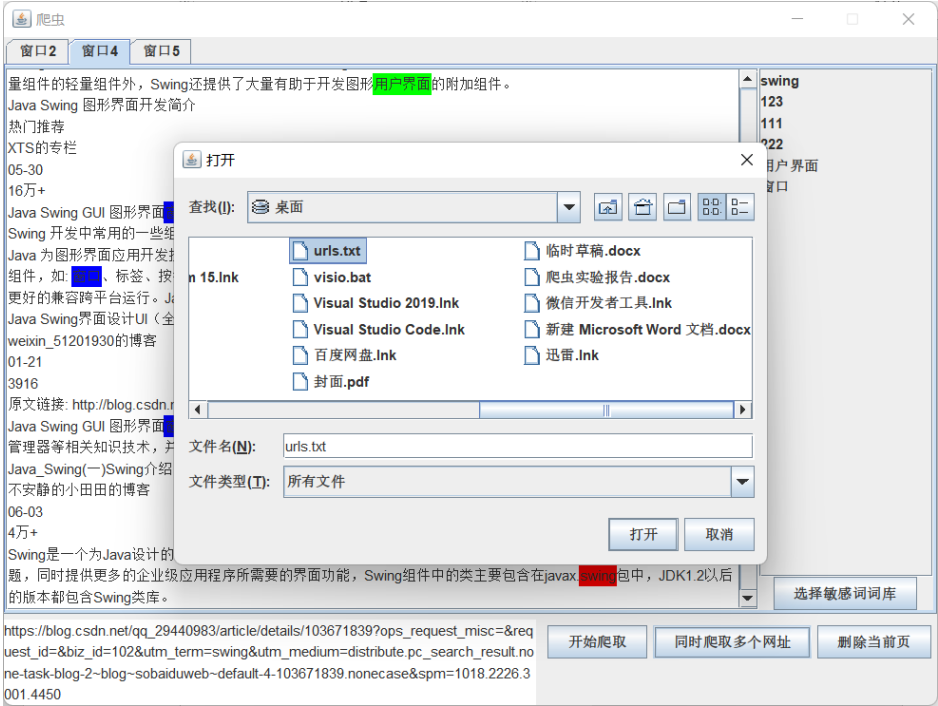 爬虫
窗口2 窗口4 窗口5
量组件的轻量组件外，Swing还提供了大量有助于开发图形用户界面的附加组件。
Java Swing 图形界面开发简介
热门推荐
XTS的专栏
05-30
16万+
Java Swing GUI 图形界面
Swing 开发中常用的一些组
Java 为图形界面应用开发提
组件，如: 窗口、标签、按
更好的兼容跨平台运行。Ja
Java Swing界面设计UI（全
weixin_51201930的博客
01-21
3916
原文链接: http://blog.csdn.r
Java Swing GUI 图形界面
管理器等相关知识技术，并
Java_Swing(一)Swing介绍
不安静的小田田的博客
06-03
4万+
Swing是一个为Java设计的
题，同时提供更多的企业级应用程序所需要的界面功能，Swing组件中的类主要包含在javax.swing包中，JDK1.2以后
的版本都包含Swing类库。
swing
123
111
222
用户界面
窗口
打开
查找(I): 桌面
m 15.lnk
urls.txt
visio.bat
Visual Studio 2019.lnk
Visual Studio Code.lnk
百度网盘.lnk
封面.pdf
临时草稿.docx
爬虫实验报告.docx
微信开发者工具.lnk
新建 Microsoft Word 文档.docx
迅雷.lnk
文件名(N): urls.txt
文件类型(T): 所有文件
打开 取消
选择敏感词词库
https://blog.csdn.net/qq_29440983/article/details/103671839?ops_request_misc=&req
uest_id=&biz_id=102&utm_term=swing&utm_medium=distribute.pc_search_result.no
ne-task-blog-2~blog~sobaiduweb~default-4-103671839.nonecase&spm=1018.2226.3
001.4450
开始爬取 同时爬取多个网址 删除当前页